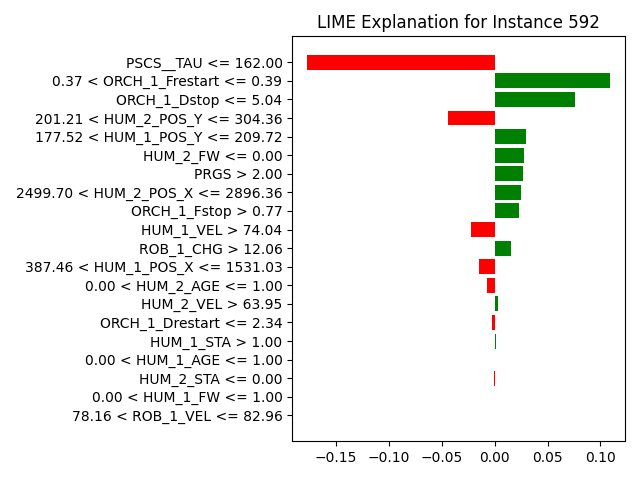 LIME Explanation for Instance 592
PSCS__TAU <= 162.00
0.37 < ORCH_1_Frestart <= 0.39
ORCH_1_Dstop <= 5.04
201.21 < HUM_2_POS_Y <= 304.36
177.52 < HUM_1_POS_Y <= 209.72
HUM_2_FW <= 0.00
PRGS > 2.00
2499.70 < HUM_2_POS_X <= 2896.36
ORCH_1_Fstop > 0.77
HUM_1_VEL > 74.04
ROB_1_CHG > 12.06
387.46 < HUM_1_POS_X <= 1531.03
0.00 < HUM_2_AGE <= 1.00
HUM_2_VEL > 63.95
ORCH_1_Drestart <= 2.34
HUM_1_STA > 1.00
0.00 < HUM_1_AGE <= 1.00
HUM_2_STA <= 0.00
0.00 < HUM_1_FW <= 1.00
78.16 < ROB_1_VEL <= 82.96
−0.15 −0.10 −0.05 0.00 0.05 0.10